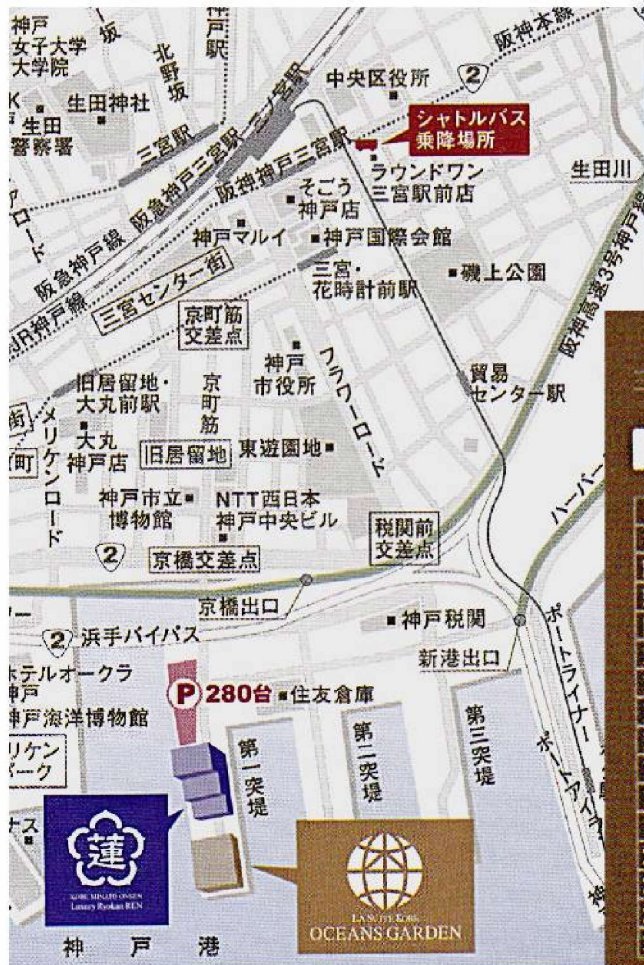 神戸
女子大学
大学院
北野坂
神戸駅
阪神本線
2
中央区役所
生田神社
生田
警察署
三宮駅
阪急神戸三宮駅
三ノ宮駅
阪神神戸三宮駅
シャトルバス
乗降場所
ラウンドワン
三宮駅前店
生田川
そごう
神戸店
神戸マルイ
神戸国際会館
三宮・
花時計前駅
磯上公園
阪急神戸線
JR神戸線
三宮センター街
阪神高速3号神戸線
京町筋
交差点
神戸
市役所
フラワーロード
貿易
センター駅
旧居留地・
大丸前駅
京町筋
メリケンロード
大丸
神戸店
旧居留地
東遊園地
神戸市立
博物館
NTT西日本
神戸中央ビル
税関前
交差点
2
京橋交差点
京橋出口
神戸税関
新港出口
2
浜手バイパス
ホテルオークラ
神戸
神戸海洋博物館
P 280台
住友倉庫
ポートライナー
第一突堤
第二突堤
第三突堤
蓮
KOBE MINATO ONSEN
Luxury Ryokan REN
LA SUITE KOBE
OCEANS GARDEN
神戸港